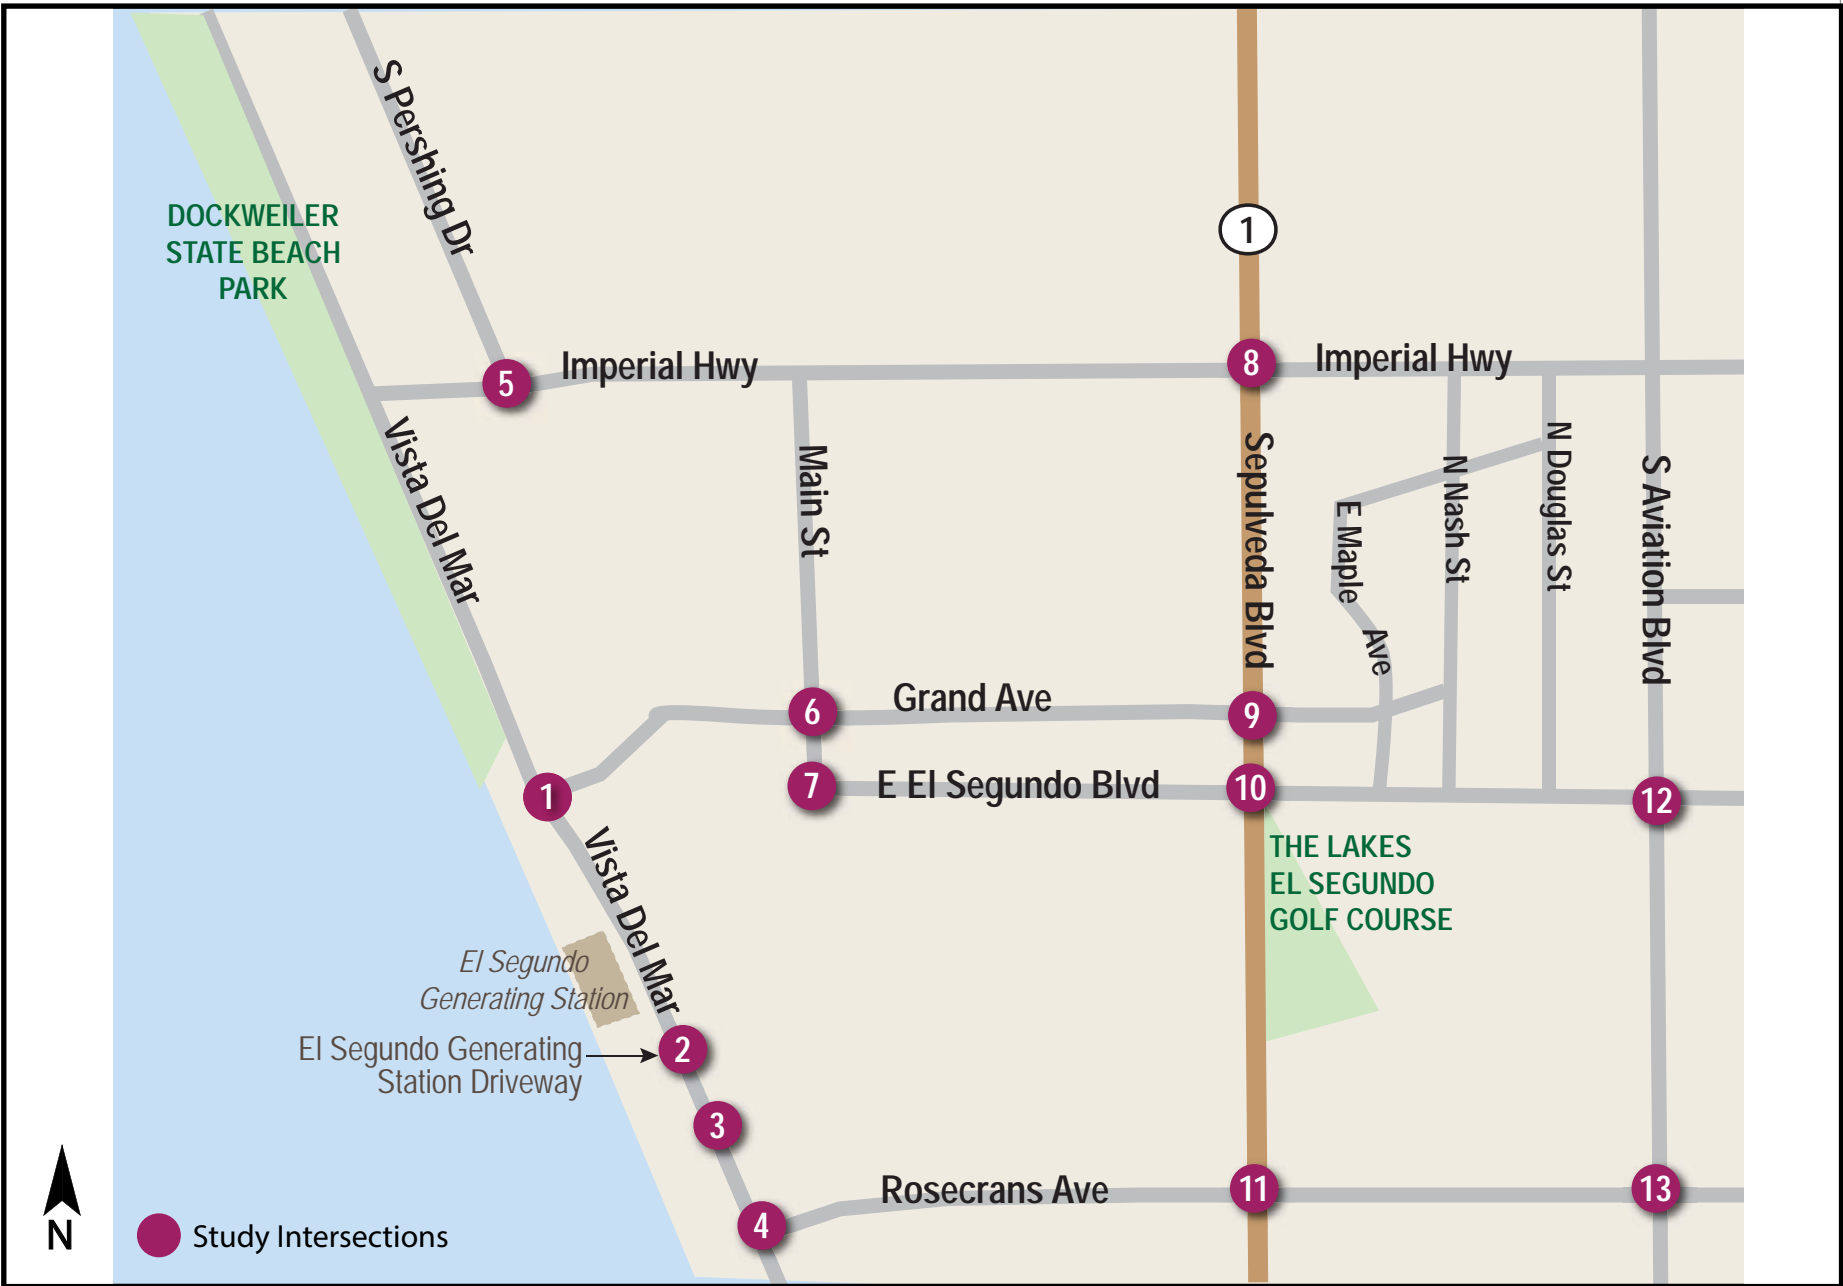 S Pershing Dr
DOCKWEILER
STATE BEACH
PARK
1
5
Imperial Hwy
8
Imperial Hwy
Vista Del Mar
Main St
Sepulveda Blvd
E Maple
Ave
N Nash St
N Douglas St
S Aviation Blvd
6
Grand Ave
9
1
7
E El Segundo Blvd
10
12
Vista Del Mar
THE LAKES
EL SEGUNDO
GOLF COURSE
El Segundo
Generating Station
El Segundo Generating
Station Driveway
2
3
4
Rosecrans Ave
11
13
N
Study Intersections